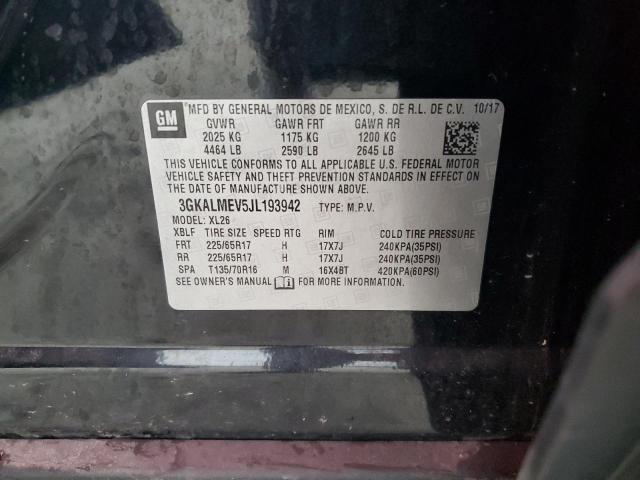 GM
MFD BY GENERAL MOTORS DE MEXICO, S. DE R.L. DE C.V. 10/17
GVWR GAWR FRT GAWR RR
2025 KG 1175 KG 1200 KG
4464 LB 2590 LB 2645 LB
THIS VEHICLE CONFORMS TO ALL APPLICABLE U.S. FEDERAL MOTOR
VEHICLE SAFETY AND THEFT PREVENTION STANDARDS IN EFFECT
ON THE DATE OF MANUFACTURE SHOWN ABOVE.
3GKALMEV5JL193942 TYPE: M.P.V.
MODEL: XL26
XBLF TIRE SIZE SPEED RTG RIM COLD TIRE PRESSURE
FRT 225/65R17 H 17X7J 240KPA(35PSI)
RR 225/65R17 H 17X7J 240KPA(35PSI)
SPA T135/70R16 M 16X4BT 420KPA(60PSI)
SEE OWNER'S MANUAL FOR MORE INFORMATION